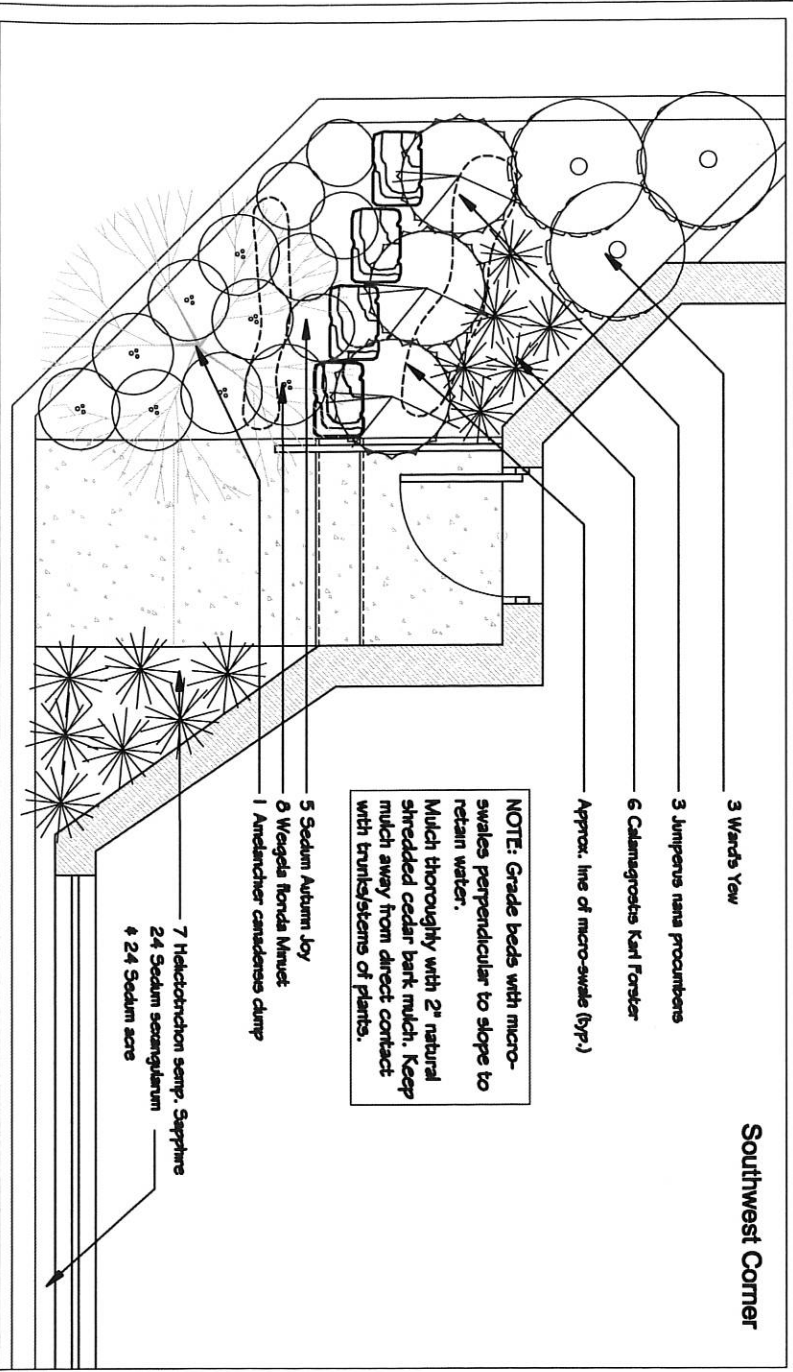 Southwest Corner
3 Ward's Yew
3 Juniperus nana procumbens
6 Calamagrostis Karl Forster
Approx. line of micro-swale (typ.)
NOTE: Grade beds with micro-
swales perpendicular to slope to
retain water.
Mulch thoroughly with 2" natural
shredded cedar bark mulch. Keep
mulch away from direct contact
with trunks/stems of plants.
5 Sedum Autumn Joy
8 Weigela florida Minuet
1 Amelanchier canadensis clump
7 Helictotrichon semp. Sapphire
24 Sedum sexangularum
& 24 Sedum acre